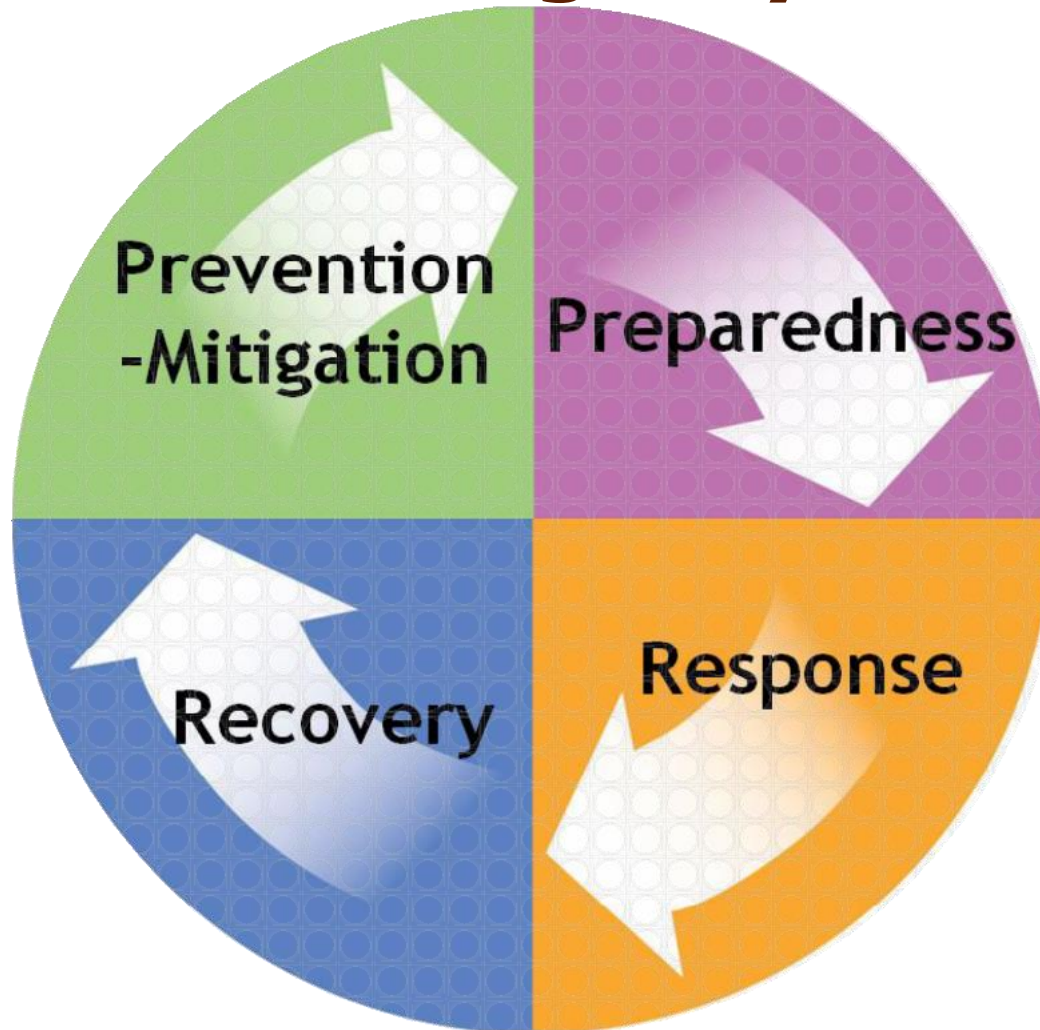 Prevention
-Mitigation
Preparedness
Response
Recovery